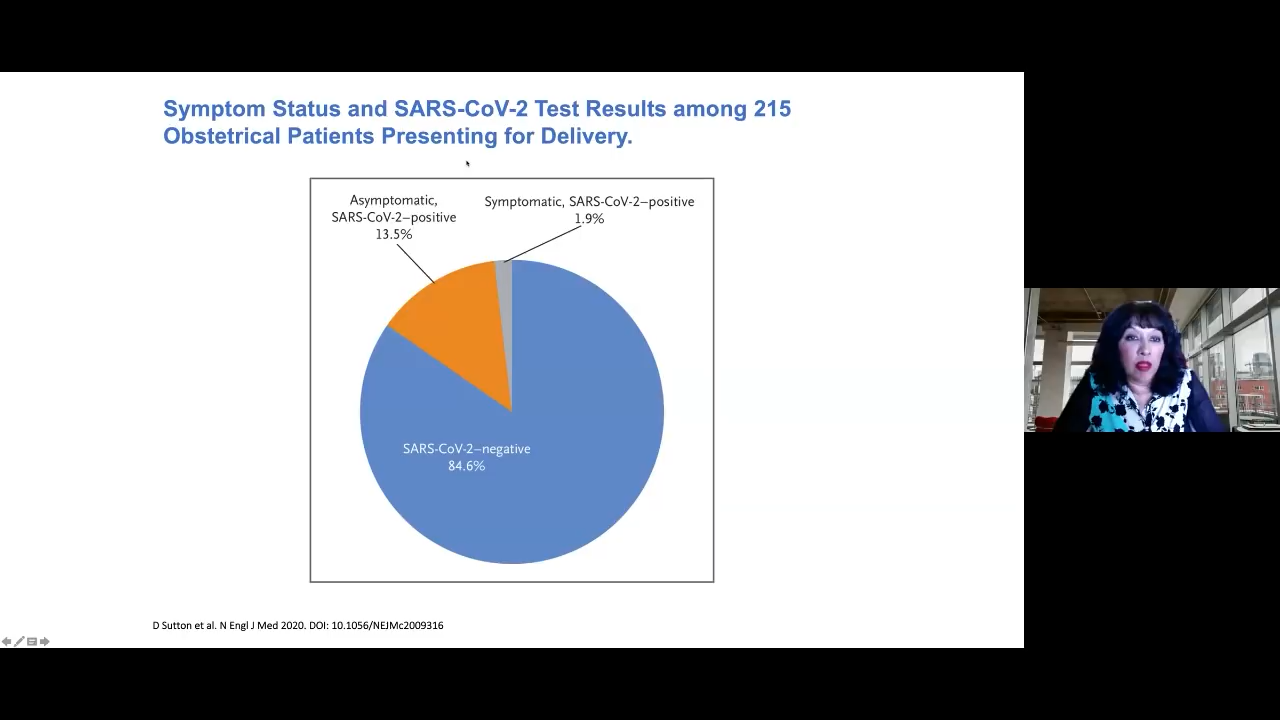 Symptom Status and SARS-CoV-2 Test Results among 215
Obstetrical Patients Presenting for Delivery.
Asymptomatic,
SARS-CoV-2–positive
13.5%
Symptomatic, SARS-CoV-2–positive
1.9%
SARS-CoV-2–negative
84.6%
D Sutton et al. N Engl J Med 2020. DOI: 10.1056/NEJMc2009316